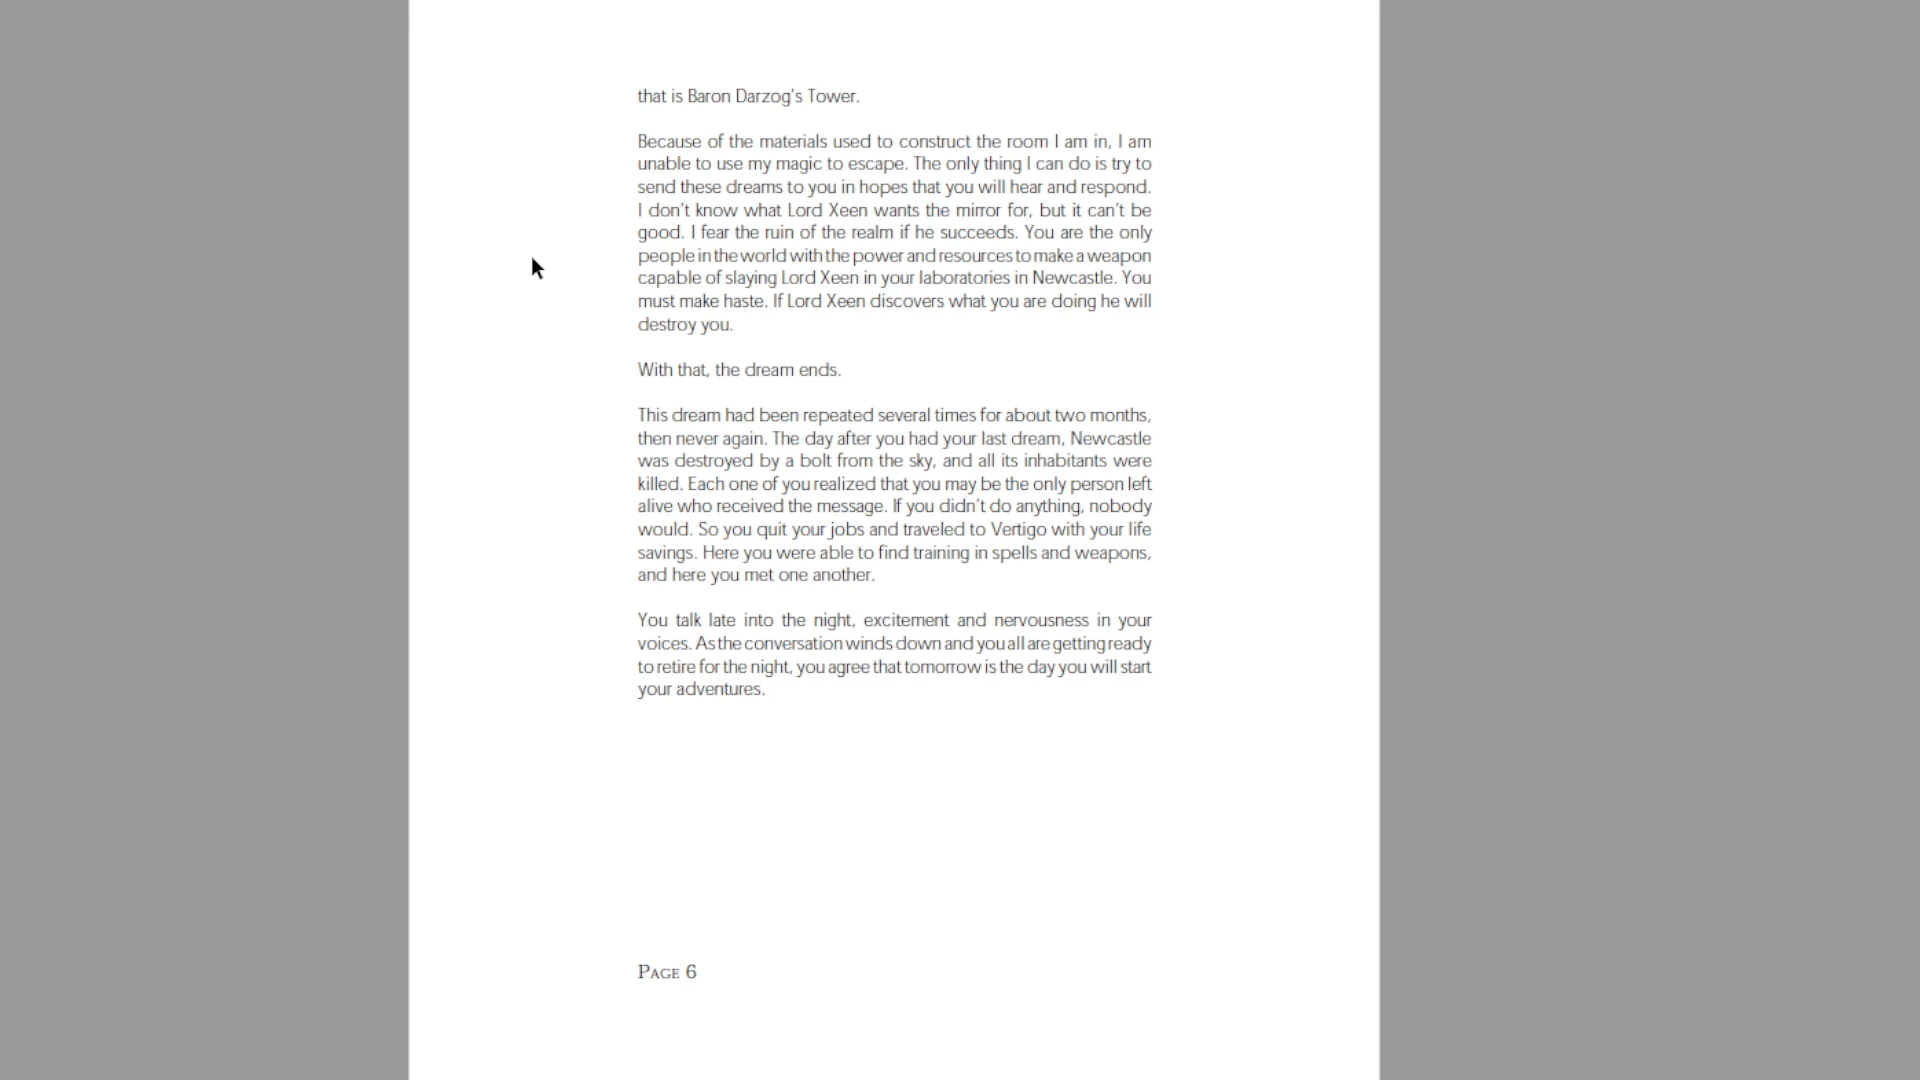 that is Baron Darzog's Tower.
Because of the materials used to construct the room I am in, I am
unable to use my magic to escape. The only thing I can do is try to
send these dreams to you in hopes that you will hear and respond.
I don't know what Lord Xeen wants the mirror for, but it can't be
good. I fear the ruin of the realm if he succeeds. You are the only
people in the world with the power and resources to make a weapon
capable of slaying Lord Xeen in your laboratories in Newcastle. You
must make haste. If Lord Xeen discovers what you are doing he will
destroy you.
With that, the dream ends.
This dream had been repeated several times for about two months,
then never again. The day after you had your last dream, Newcastle
was destroyed by a bolt from the sky, and all its inhabitants were
killed. Each one of you realized that you may be the only person left
alive who received the message. If you didn't do anything, nobody
would. So you quit your jobs and traveled to Vertigo with your life
savings. Here you were able to find training in spells and weapons,
and here you met one another.
You talk late into the night, excitement and nervousness in your
voices. As the conversation winds down and you all are getting ready
to retire for the night, you agree that tomorrow is the day you will start
your adventures.
Page 6